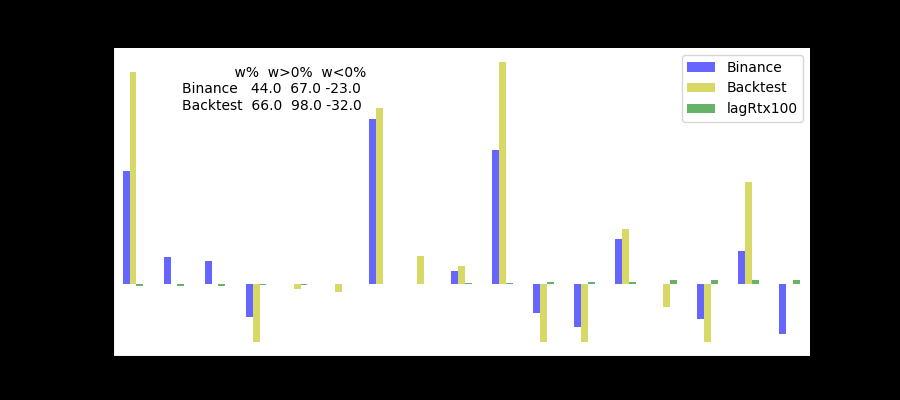 w% w>0% w<0%
Binance 44.0 67.0 -23.0
Backtest 66.0 98.0 -32.0
Binance
Backtest
lagRtx100